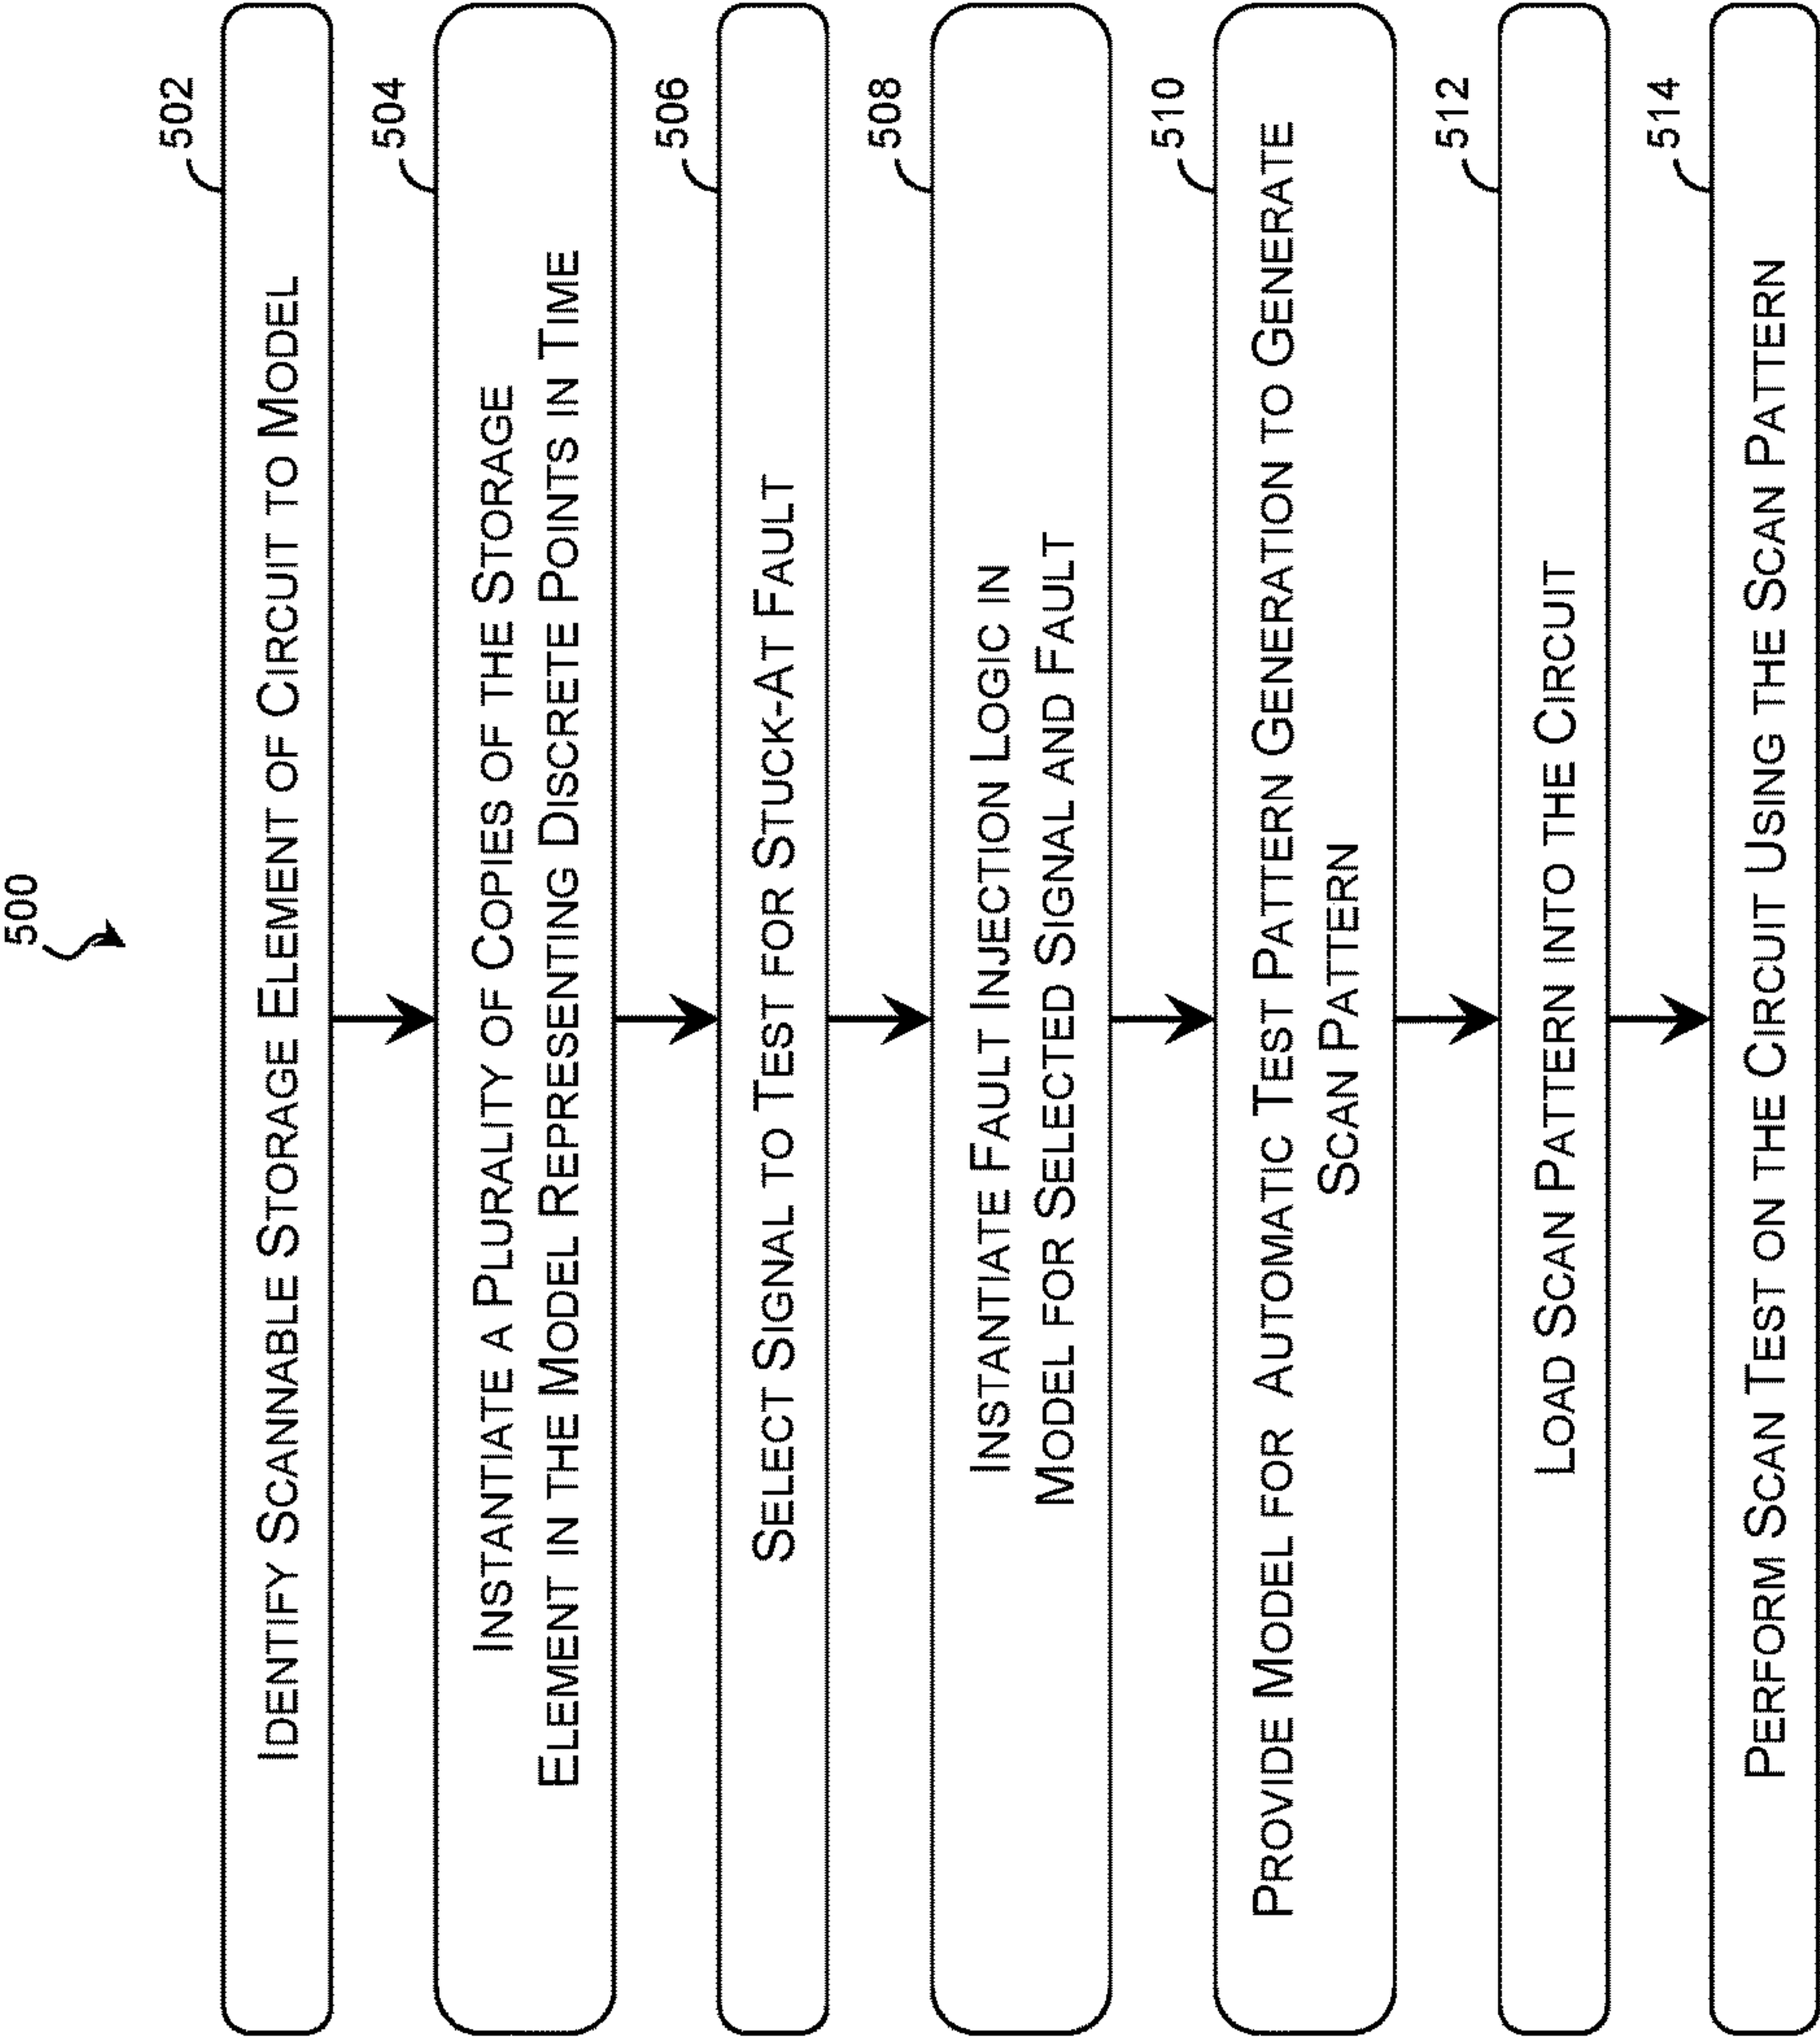 500
502
IDENTIFY SCANNABLE STORAGE ELEMENT OF CIRCUIT TO MODEL
504
INSTANTIATE A PLURALITY OF COPIES OF THE STORAGE
ELEMENT IN THE MODEL REPRESENTING DISCRETE POINTS IN TIME
506
SELECT SIGNAL TO TEST FOR STUCK-AT FAULT
508
INSTANTIATE FAULT INJECTION LOGIC IN
MODEL FOR SELECTED SIGNAL AND FAULT
510
PROVIDE MODEL FOR AUTOMATIC TEST PATTERN GENERATION TO GENERATE
SCAN PATTERN
512
LOAD SCAN PATTERN INTO THE CIRCUIT
514
PERFORM SCAN TEST ON THE CIRCUIT USING THE SCAN PATTERN